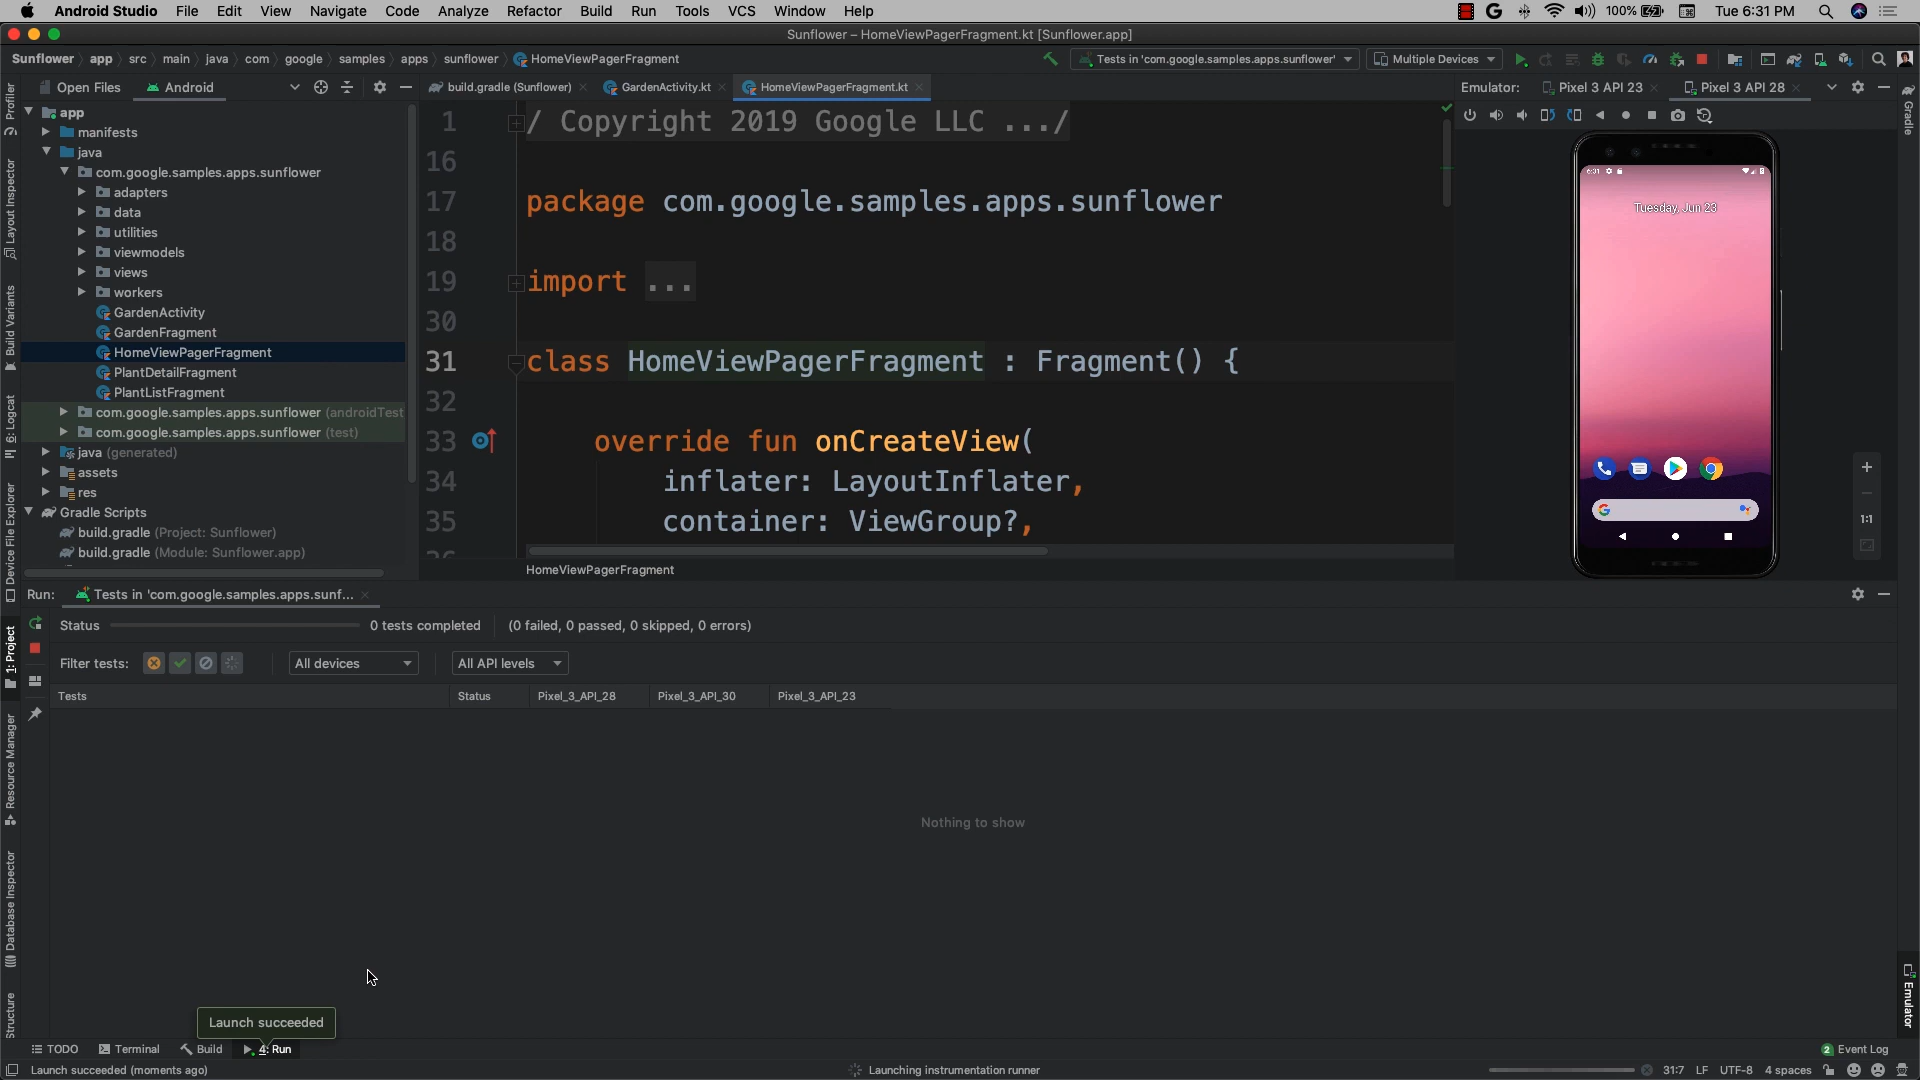 Android Studio File Edit View Navigate Code Analyze Refactor Build Run Tools VCS Window Help 100% Tue 6:31 PM
Sunflower – HomeViewPagerFragment.kt [Sunflower.app]
Sunflower app src main java com google samples apps sunflower HomeViewPagerFragment Tests in 'com.google.samples.apps.sunflower' Multiple Devices
Open Files Android build.gradle (Sunflower) GardenActivity.kt HomeViewPagerFragment.kt Emulator: Pixel 3 API 23 Pixel 3 API 28
Profiler
Layout Inspector
Build Variants
6: Logcat
Device File Explorer
1: Project
Resource Manager
Database Inspector
Structure
app
manifests
java
com.google.samples.apps.sunflower
adapters
data
utilities
viewmodels
views
workers
GardenActivity
GardenFragment
HomeViewPagerFragment
PlantDetailFragment
PlantListFragment
com.google.samples.apps.sunflower (androidTest
com.google.samples.apps.sunflower (test)
java (generated)
assets
res
Gradle Scripts
build.gradle (Project: Sunflower)
build.gradle (Module: Sunflower.app)
1 / Copyright 2019 Google LLC .../
16
17 package com.google.samples.apps.sunflower
18
19 import ...
30
31 class HomeViewPagerFragment : Fragment() {
32
33 override fun onCreateView(
34 inflater: LayoutInflater,
35 container: ViewGroup?,
36
HomeViewPagerFragment
6:31
Tuesday, Jun 23
G
1:1
Gradle
Emulator
Run: Tests in 'com.google.samples.apps.sunf...
Status 0 tests completed (0 failed, 0 passed, 0 skipped, 0 errors)
Filter tests: All devices All API levels
Tests Status Pixel_3_API_28 Pixel_3_API_30 Pixel_3_API_23
Nothing to show
Launch succeeded
TODO Terminal Build 4: Run 2 Event Log
Launch succeeded (moments ago) Launching instrumentation runner 31:7 LF UTF-8 4 spaces